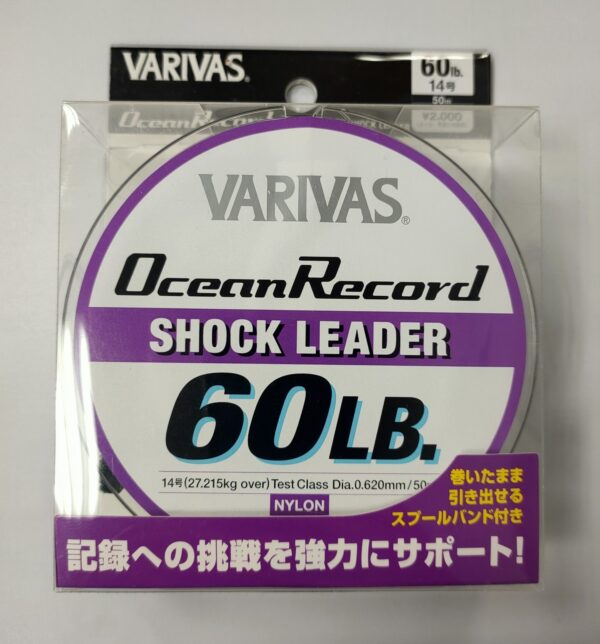 VARIVAS®
60lb.
14号
50m
OceanRecord SHOCK LEADER
¥2,000
VARIVAS®
OceanRecord
SHOCK LEADER
60LB.
14号(27.215kg over) Test Class Dia.0.620mm/50
NYLON
巻いたまま
引き出せる
スプールバンド付き
記録への挑戦を強力にサポート!